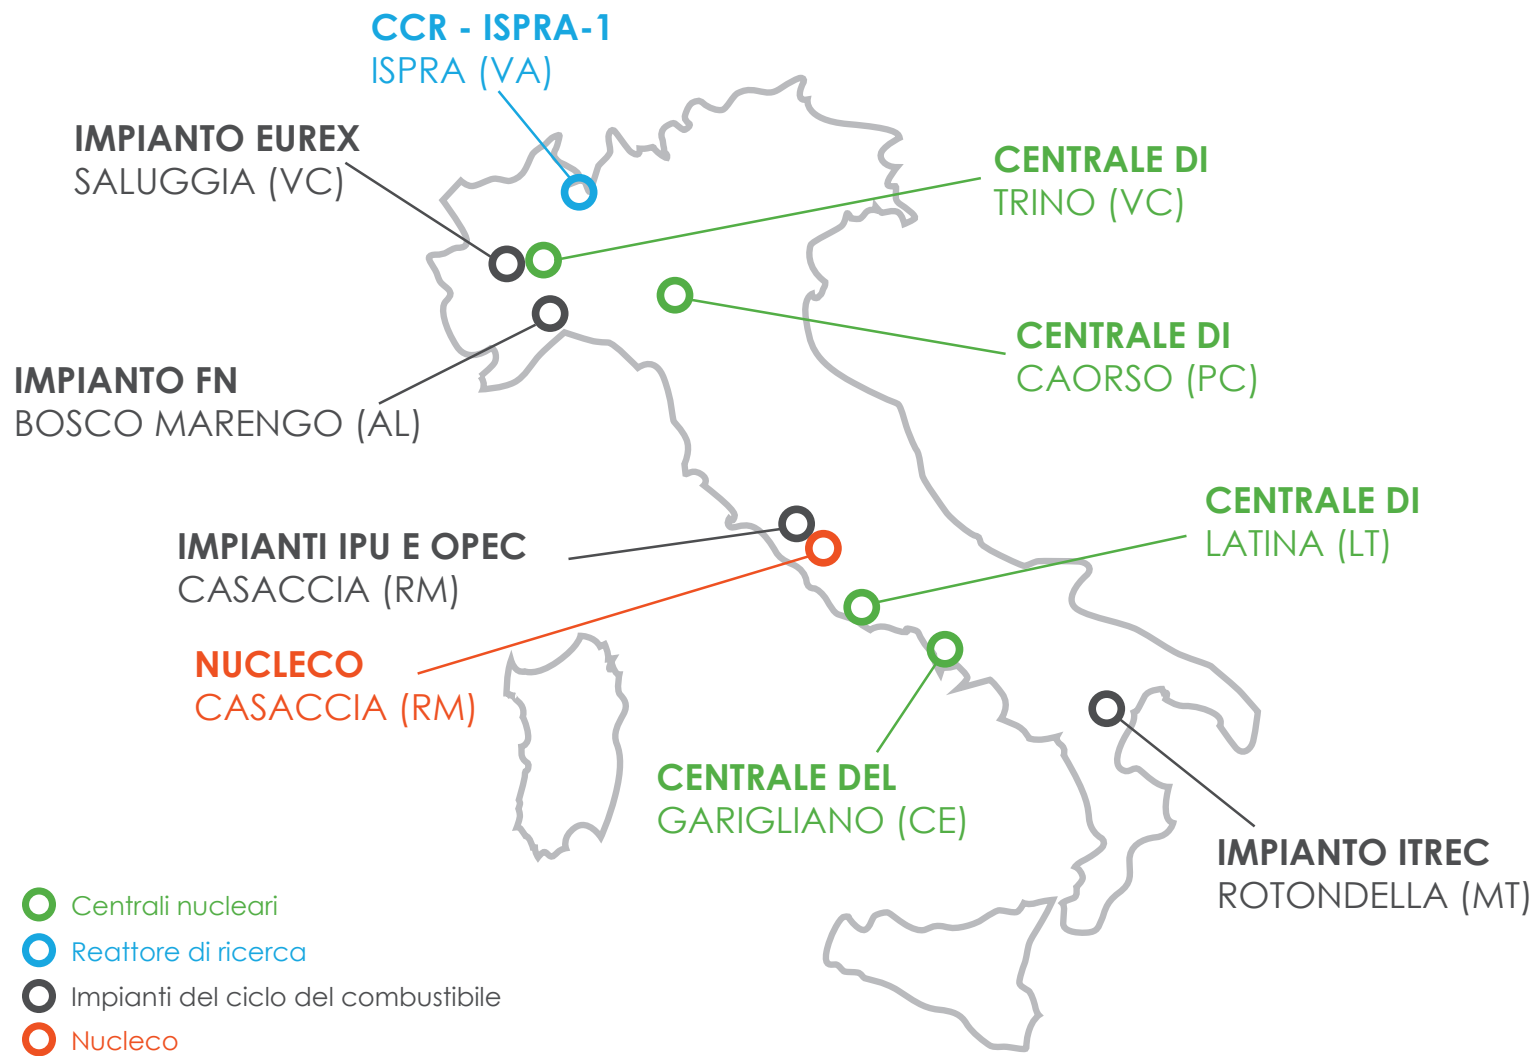 CCR - ISPRA-1
ISPRA (VA)
IMPIANTO EUREX
SALUGGIA (VC)
CENTRALE DI
TRINO (VC)
CENTRALE DI
CAORSO (PC)
IMPIANTO FN
BOSCO MARENGO (AL)
CENTRALE DI
LATINA (LT)
IMPIANTI IPU E OPEC
CASACCIA (RM)
NUCLECO
CASACCIA (RM)
CENTRALE DEL
GARIGLIANO (CE)
IMPIANTO ITREC
ROTONDELLA (MT)
Centrali nucleari
Reattore di ricerca
Impianti del ciclo del combustibile
Nucleco